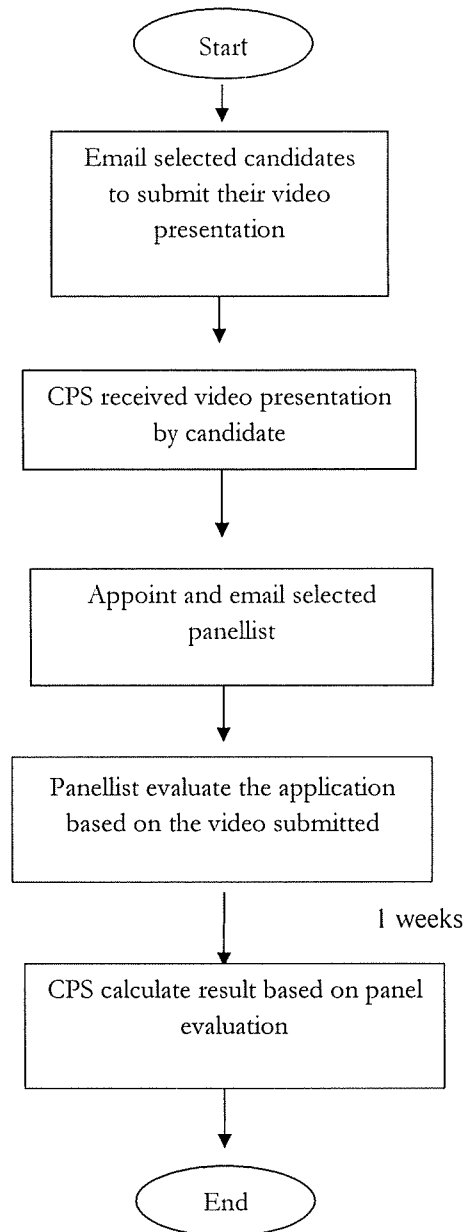 Start
Email selected candidates
to submit their video
presentation
CPS received video presentation
by candidate
Appoint and email selected
panellist
Panellist evaluate the application
based on the video submitted
1 weeks
CPS calculate result based on panel
evaluation
End